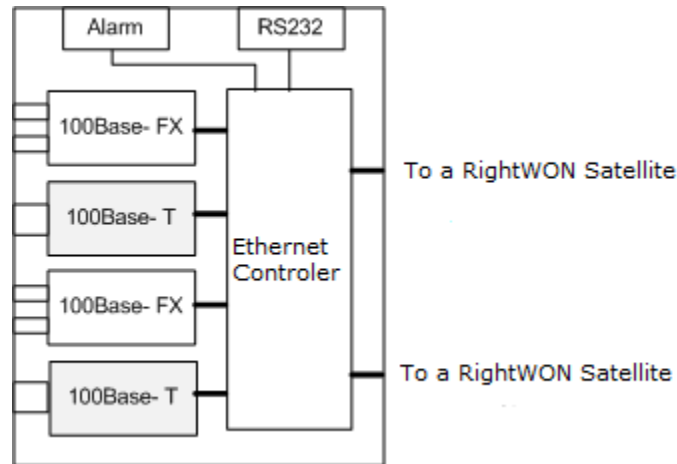 Alarm
RS232
100Base- FX
To a RightWON Satellite
100Base- T
Ethernet
Controler
100Base- FX
To a RightWON Satellite
100Base- T